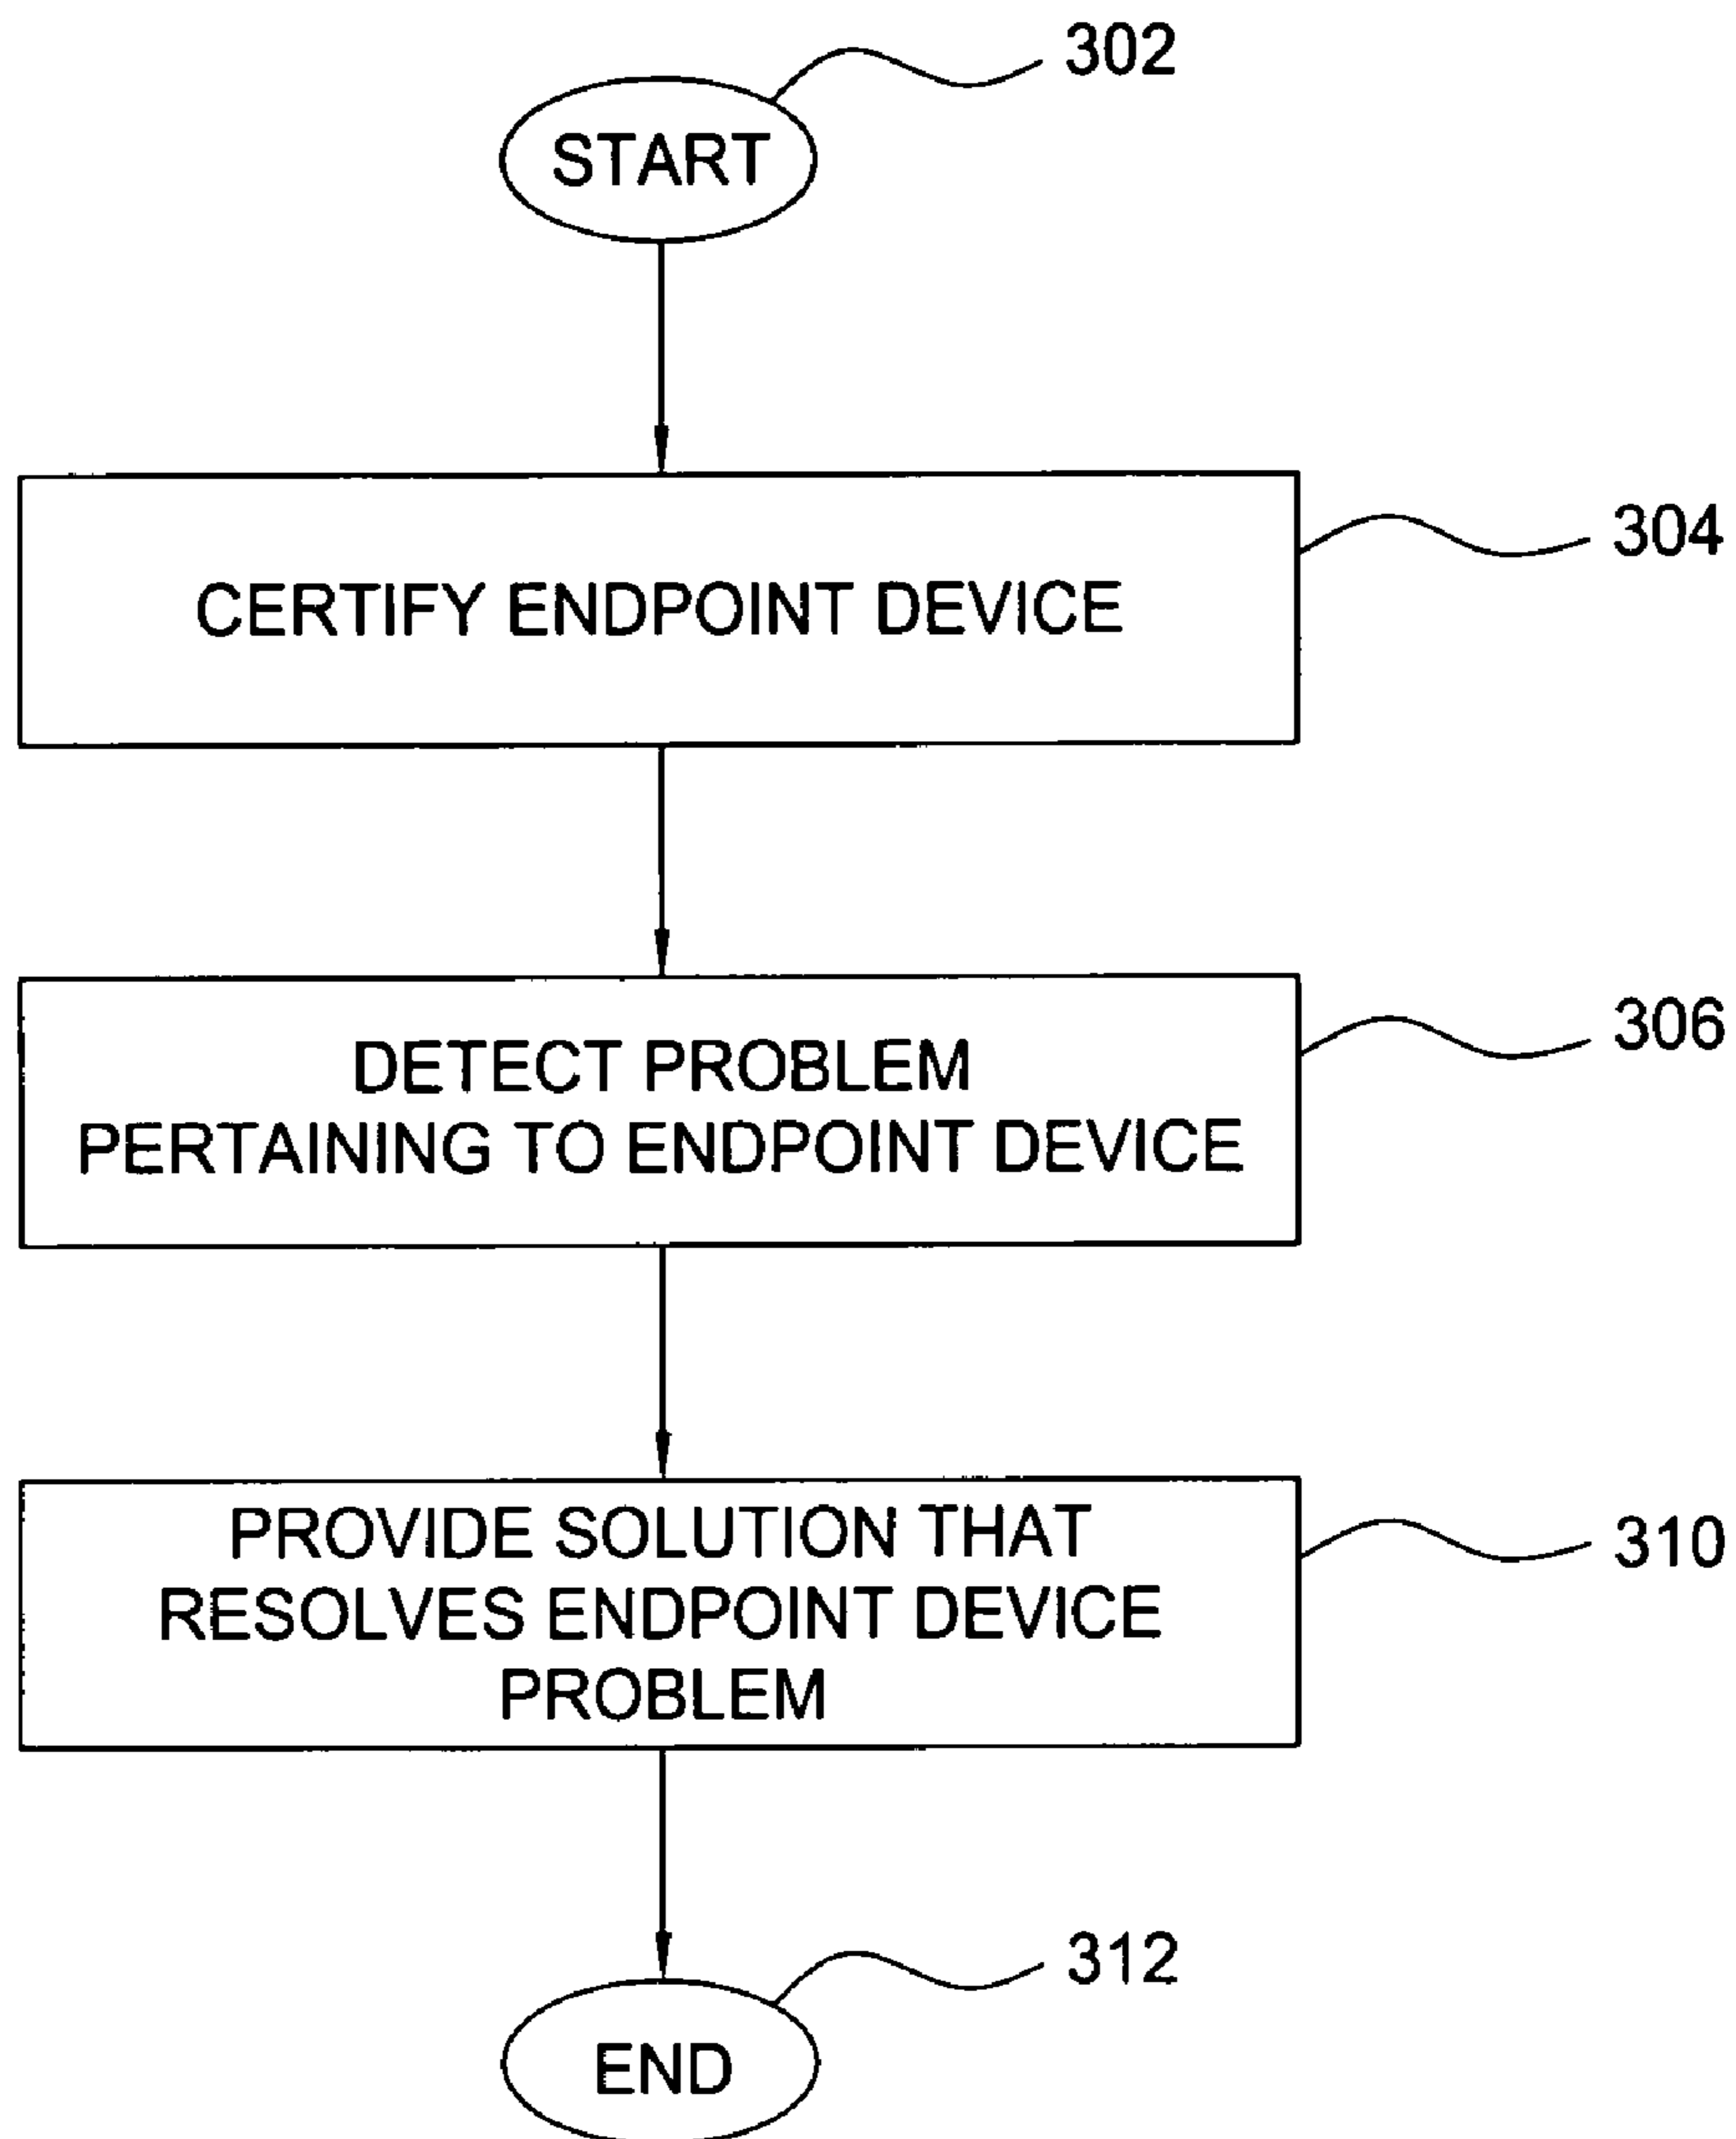 302
START
304
CERTIFY ENDPOINT DEVICE
306
DETECT PROBLEM
PERTAINING TO ENDPOINT DEVICE
310
PROVIDE SOLUTION THAT
RESOLVES ENDPOINT DEVICE
PROBLEM
312
END